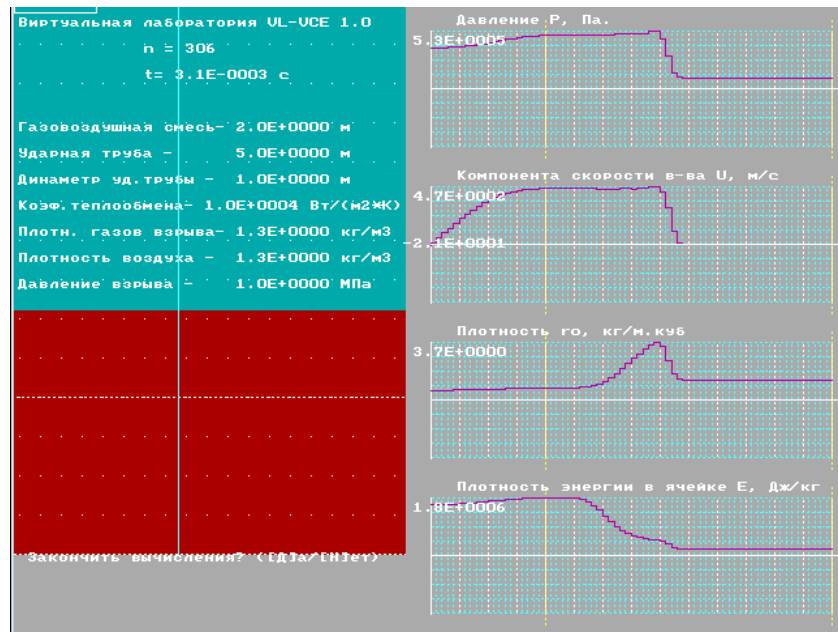 Виртуальная лаборатория VL-VCE 1.0
n = 306
t= 3.1E-0003 с
Газовоздушная смесь- 2.0E+0000 м
Ударная труба - 5.0E+0000 м
Динаметр уд.трубы - 1.0E+0000 м
Коэф.теплообмена- 1.0E+0004 Вт/(м2*К)
Плотн. газов взрыва- 1.3E+0000 кг/м3
Плотность воздуха - 1.3E+0000 кг/м3
Давление взрыва - 1.0E+0000 МПа
Закончить вычисления? ([Д]а/[Н]ет)
Давление P, Па.
5.3E+0005
Компонента скорости в-ва U, м/с
4.7E+0002
-2.1E+0001
Плотность ro, кг/м.куб
3.7E+0000
Плотность энергии в ячейке E, Дж/кг
1.8E+0006